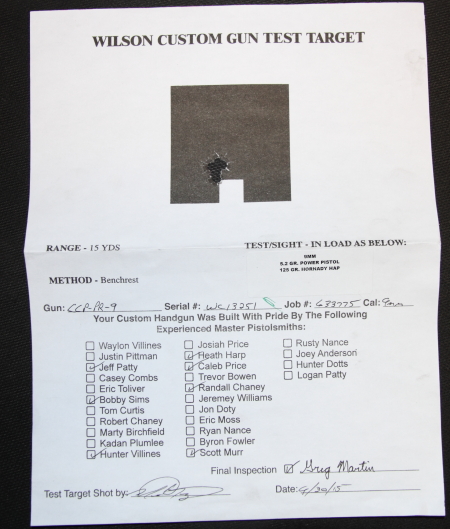 WILSON CUSTOM GUN TEST TARGET
RANGE - 15 YDS
TEST/SIGHT - IN LOAD AS BELOW:
9MM
5.2 GR. POWER PISTOL
125 GR. HORNADY HAP
METHOD - Benchrest
Gun: CCP-PR-9 Serial #: WC13251 Job #: 633775 Cal: 9mm
Your Custom Handgun Was Built With Pride By The Following
Experienced Master Pistolsmiths:
Waylon Villines
Justin Pittman
Jeff Patty
Casey Combs
Eric Toliver
Bobby Sims
Tom Curtis
Robert Chaney
Marty Birchfield
Kadan Plumlee
Hunter Villines
Josiah Price
Heath Harp
Caleb Price
Trevor Bowen
Randall Chaney
Jeremey Williams
Jon Doty
Eric Moss
Ryan Nance
Byron Fowler
Scott Murr
Rusty Nance
Joey Anderson
Hunter Dotts
Logan Patty
Final Inspection Greg Martin
Test Target Shot by:
Date: 9/30/15